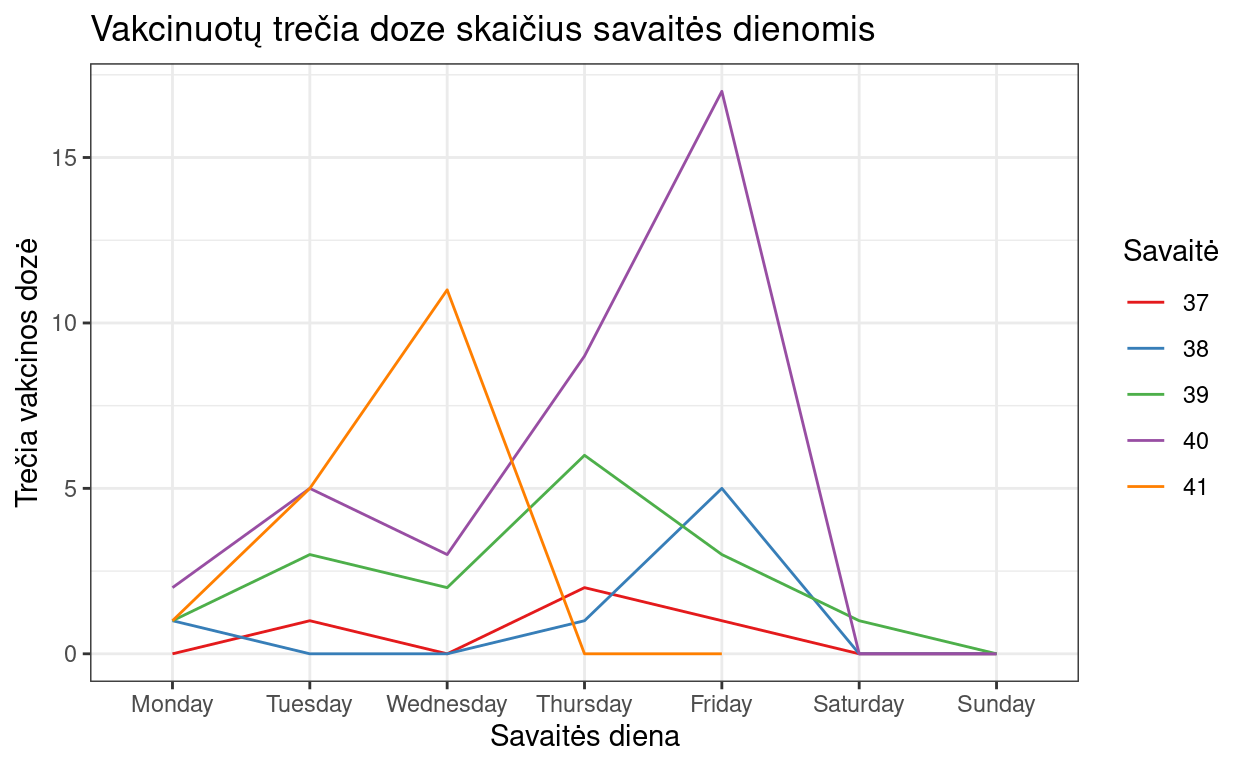 Vakcinuotų trečia doze skaičius savaitės dienomis
Trečia vakcinos dozė
15
10
5
0
Monday
Tuesday
Wednesday
Thursday
Friday
Saturday
Sunday
Savaitės diena
Savaitė
37
38
39
40
41